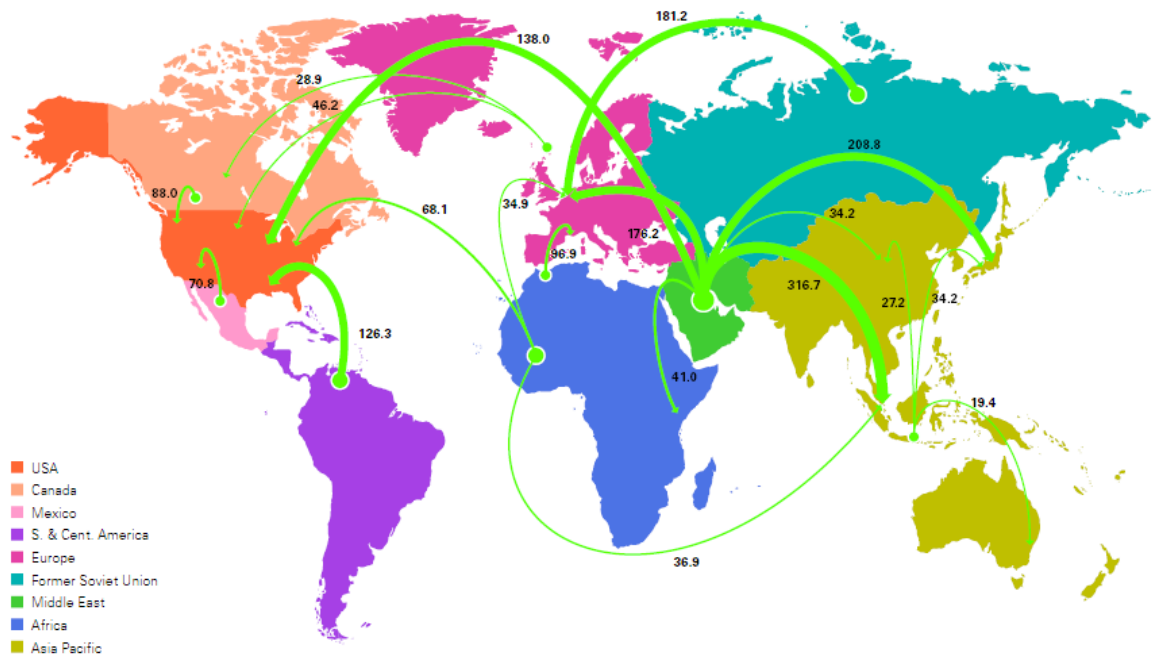 181.2
138.0
28.9
46.2
208.8
88.0
68.1
34.9
34.2
176.2
96.9
70.8
316.7
27.2
34.2
126.3
41.0
19.4
36.9
USA
Canada
Mexico
S. & Cent. America
Europe
Former Soviet Union
Middle East
Africa
Asia Pacific